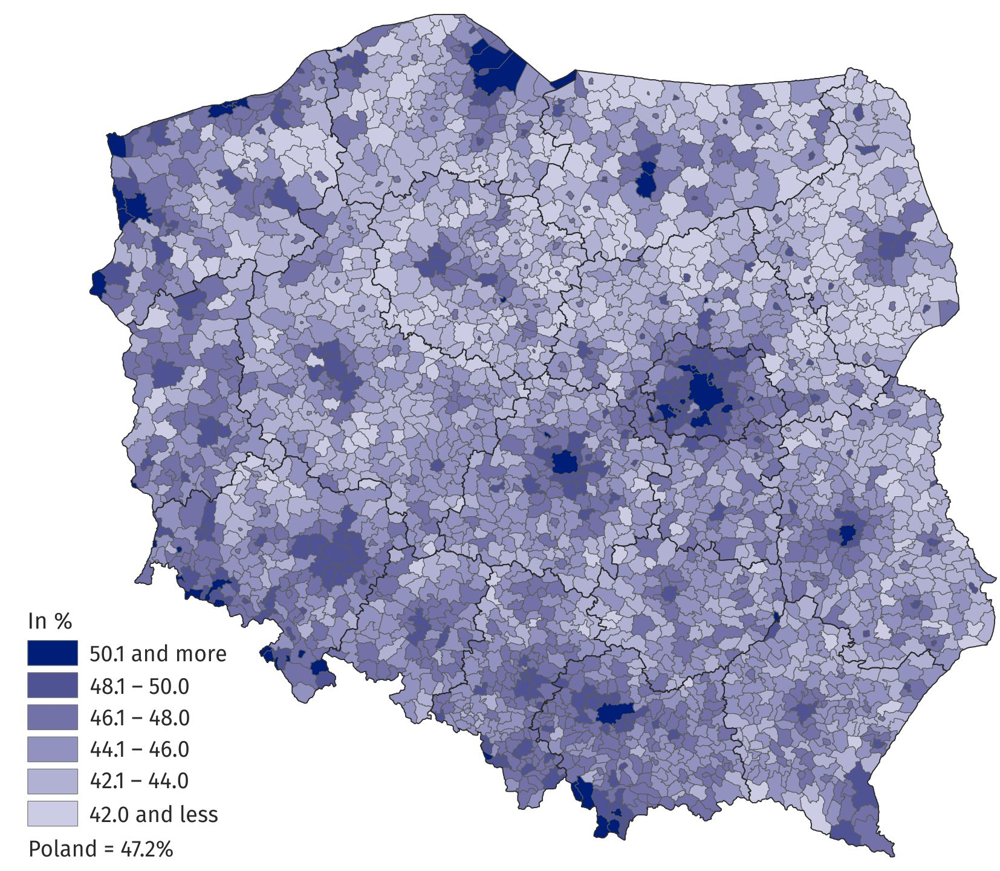 In %
50.1 and more
48.1 – 50.0
46.1 – 48.0
44.1 – 46.0
42.1 – 44.0
42.0 and less
Poland = 47.2%